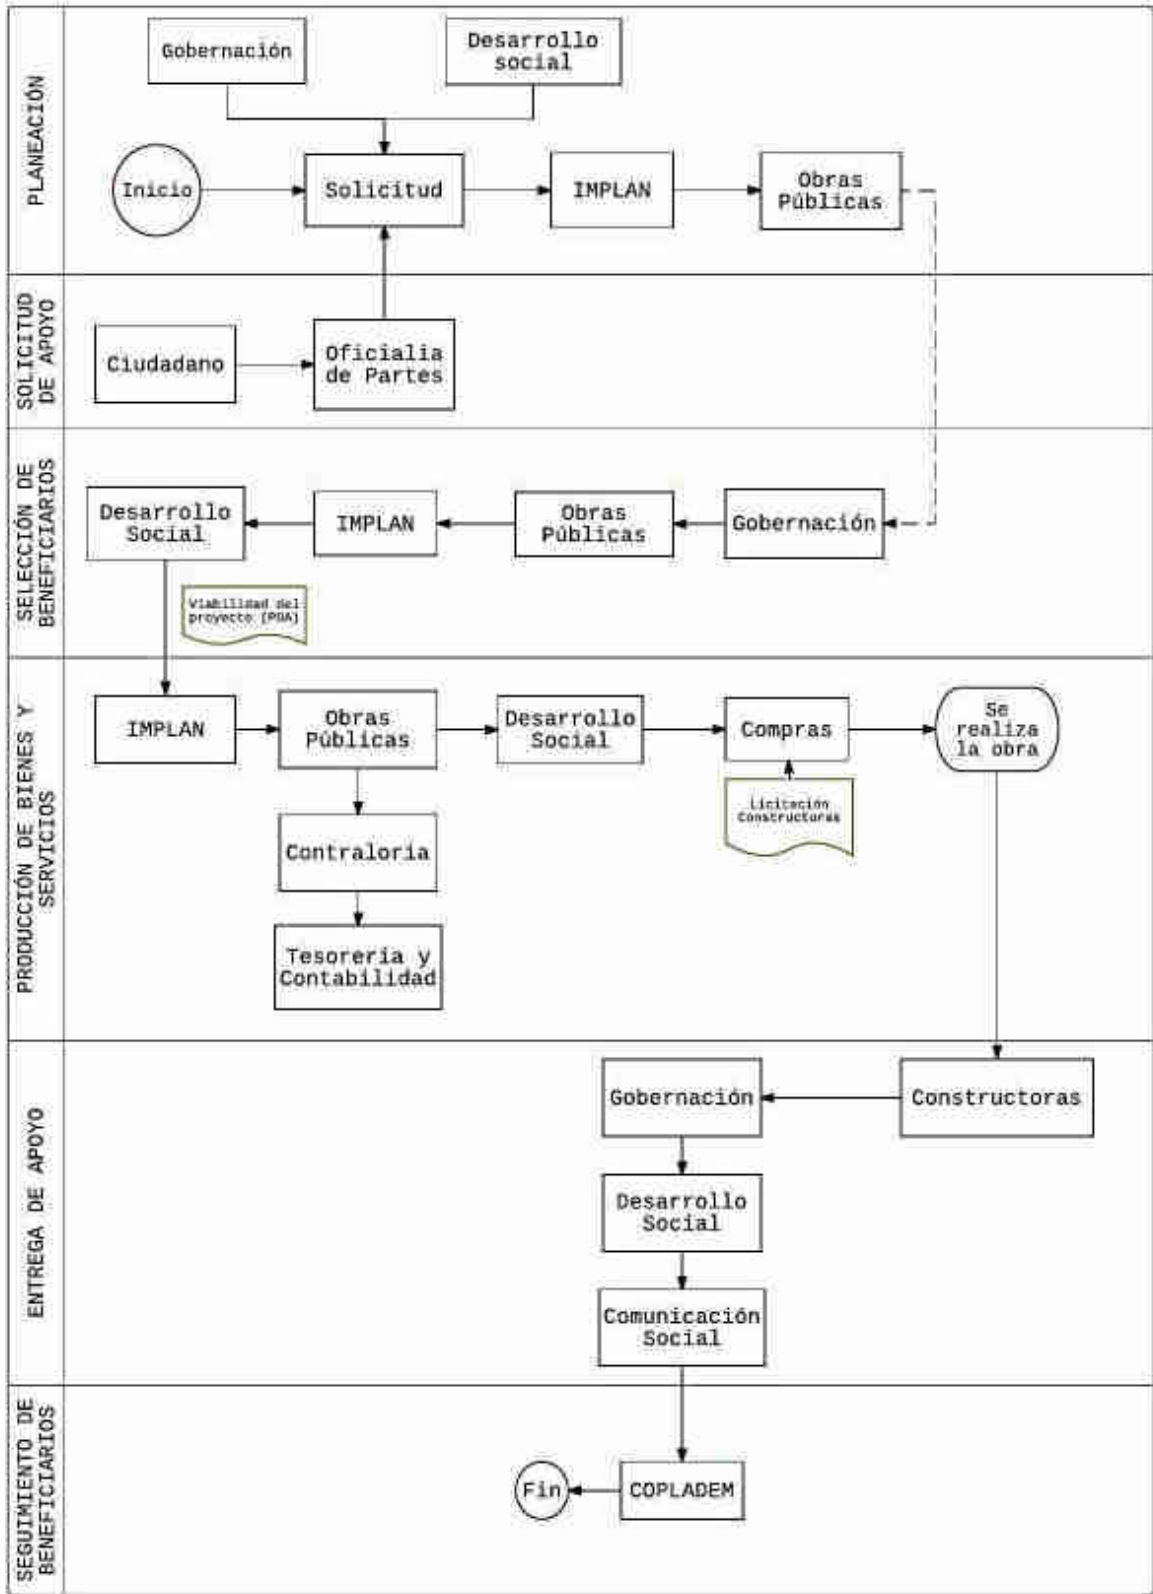 PLANEACIÓN
Gobernación
Desarrollo
social
Inicio
Solicitud
IMPLAN
Obras
Públicas
SOLICITUD
DE APOYO
Ciudadano
Oficialia
de Partes
SELECCIÓN DE
BENEFICIARIOS
Desarrollo
Social
IMPLAN
Obras
Públicas
Gobernación
Viabilidad del
proyecto (POA)
PRODUCCIÓN DE BIENES Y
SERVICIOS
IMPLAN
Obras
Públicas
Desarrollo
Social
Compras
Se
realiza
la obra
Licitación
Constructoras
Contraloria
Tesoreria y
Contabilidad
ENTREGA DE APOYO
Gobernación
Constructoras
Desarrollo
Social
Comunicación
Social
SEGUIMIENTO DE
BENEFICIARIOS
Fin
COPLADEM